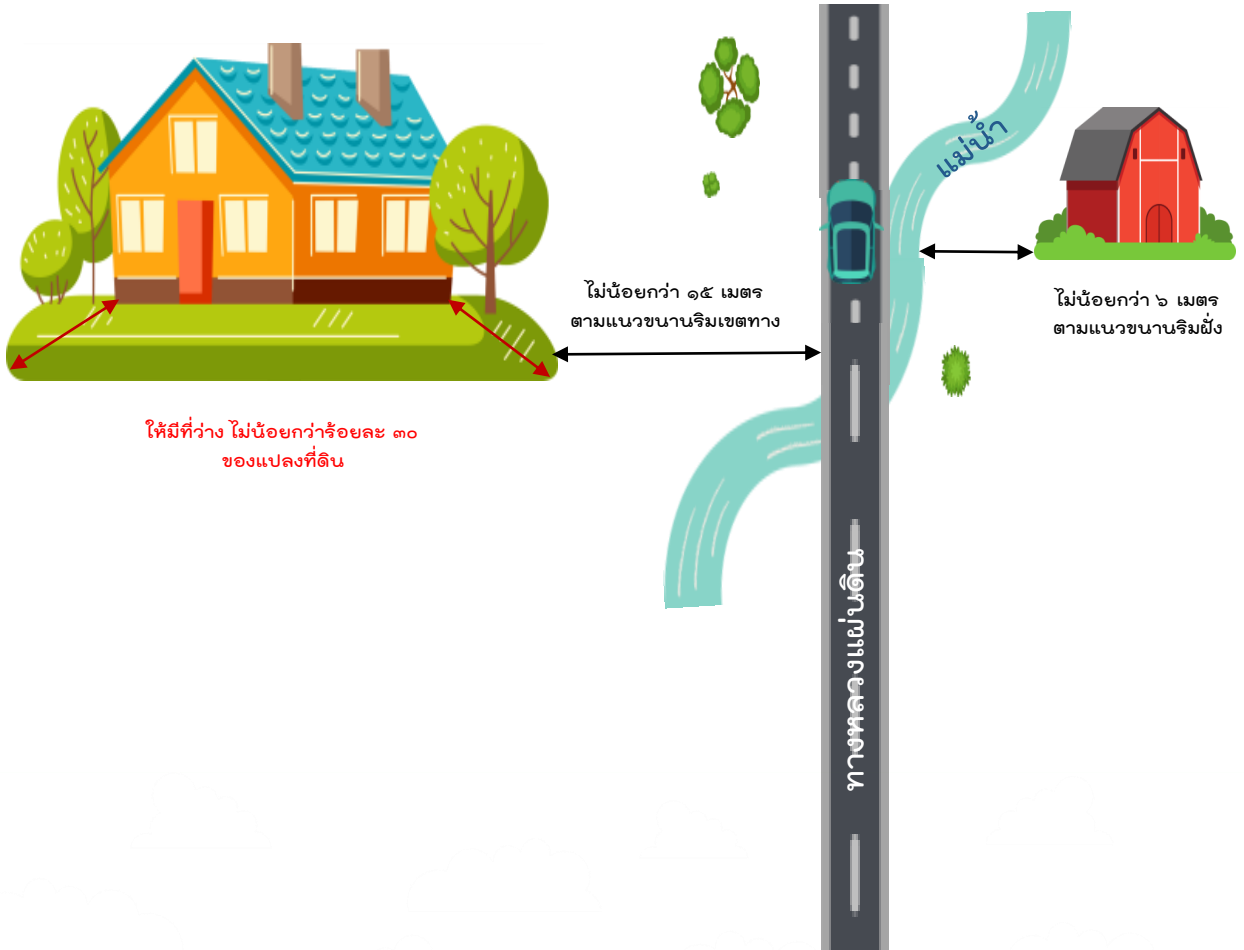 แม่น้ำ
ไม่น้อยกว่า ๑๕ เมตร
ตามแนวขนานริมเขตทาง
ไม่น้อยกว่า ๖ เมตร
ตามแนวขนานริมฝั่ง
ให้มีที่ว่าง ไม่น้อยกว่าร้อยละ ๓๐
ของแปลงที่ดิน
ทางหลวงแผ่นดิน